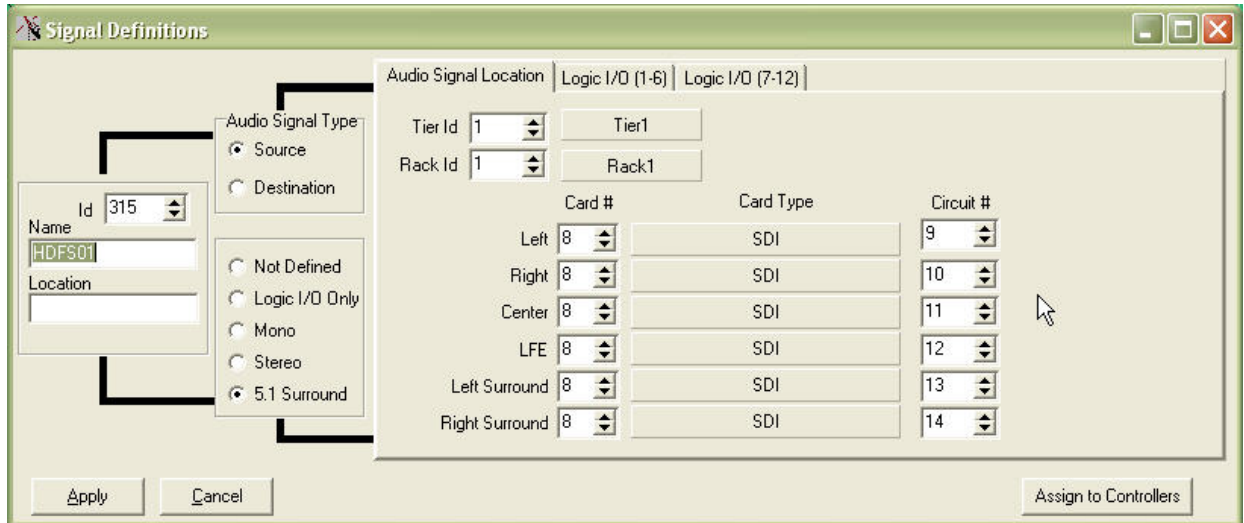 Signal Definitions
Audio Signal Location Logic I/O (1-6) Logic I/O (7-12)
Audio Signal Type
Source
Destination
Id 315
Name
HDFS01
Location
Not Defined
Logic I/O Only
Mono
Stereo
5.1 Surround
Tier Id 1 Tier1
Rack Id 1 Rack1
Card # Card Type Circuit #
Left 8 SDI 9
Right 8 SDI 10
Center 8 SDI 11
LFE 8 SDI 12
Left Surround 8 SDI 13
Right Surround 8 SDI 14
Apply Cancel Assign to Controllers